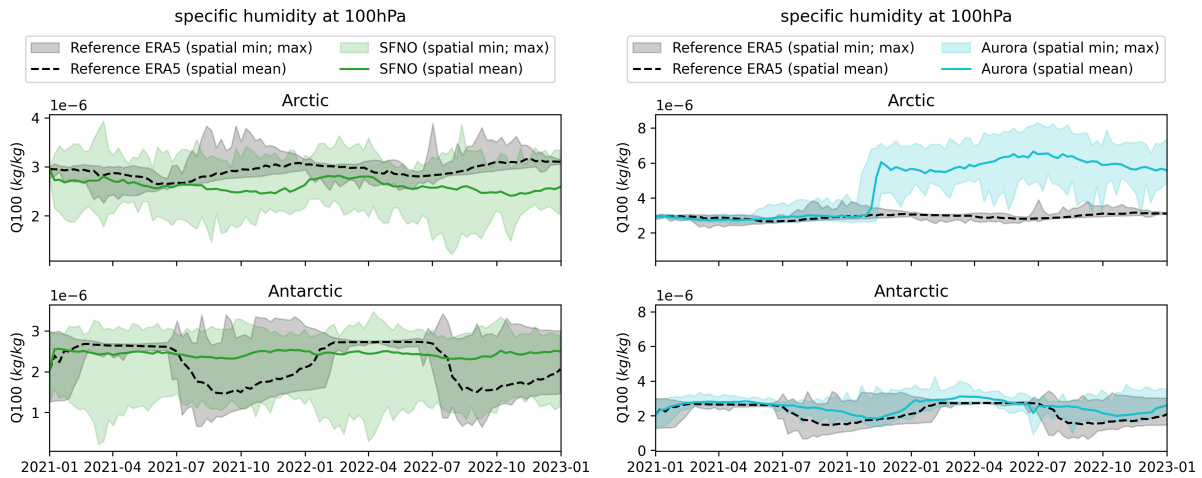 specific humidity at 100hPa
Reference ERA5 (spatial min; max)
SFNO (spatial min; max)
Reference ERA5 (spatial mean)
SFNO (spatial mean)
Arctic
1e−6
4
3
2
Q100 (kg/kg)
Antarctic
1e−6
3
2
1
Q100 (kg/kg)
2021-01 2021-04 2021-07 2021-10 2022-01 2022-04 2022-07 2022-10 2023-01
specific humidity at 100hPa
Reference ERA5 (spatial min; max)
Aurora (spatial min; max)
Reference ERA5 (spatial mean)
Aurora (spatial mean)
Arctic
1e−6
8
6
4
2
Q100 (kg/kg)
Antarctic
1e−6
8
6
4
2
0
Q100 (kg/kg)
2021-01 2021-04 2021-07 2021-10 2022-01 2022-04 2022-07 2022-10 2023-01